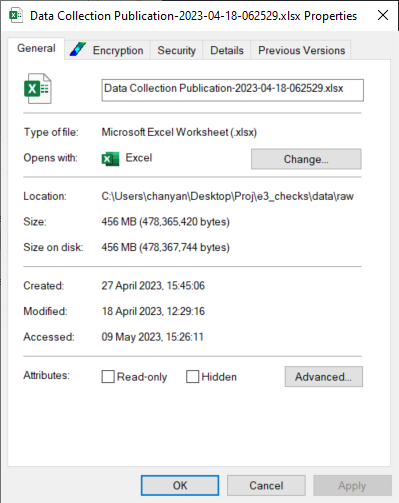 Data Collection Publication-2023-04-18-062529.xlsx Properties
General Encryption Security Details Previous Versions
Data Collection Publication-2023-04-18-062529.xlsx
Type of file: Microsoft Excel Worksheet (.xlsx)
Opens with: Excel Change...
Location: C:\Users\chanyan\Desktop\Proj\e3_checks\data\raw
Size: 456 MB (478,365,420 bytes)
Size on disk: 456 MB (478,367,744 bytes)
Created: 27 April 2023, 15:45:06
Modified: 18 April 2023, 12:29:16
Accessed: 09 May 2023, 15:26:11
Attributes: Read-only Hidden Advanced...
OK Cancel Apply